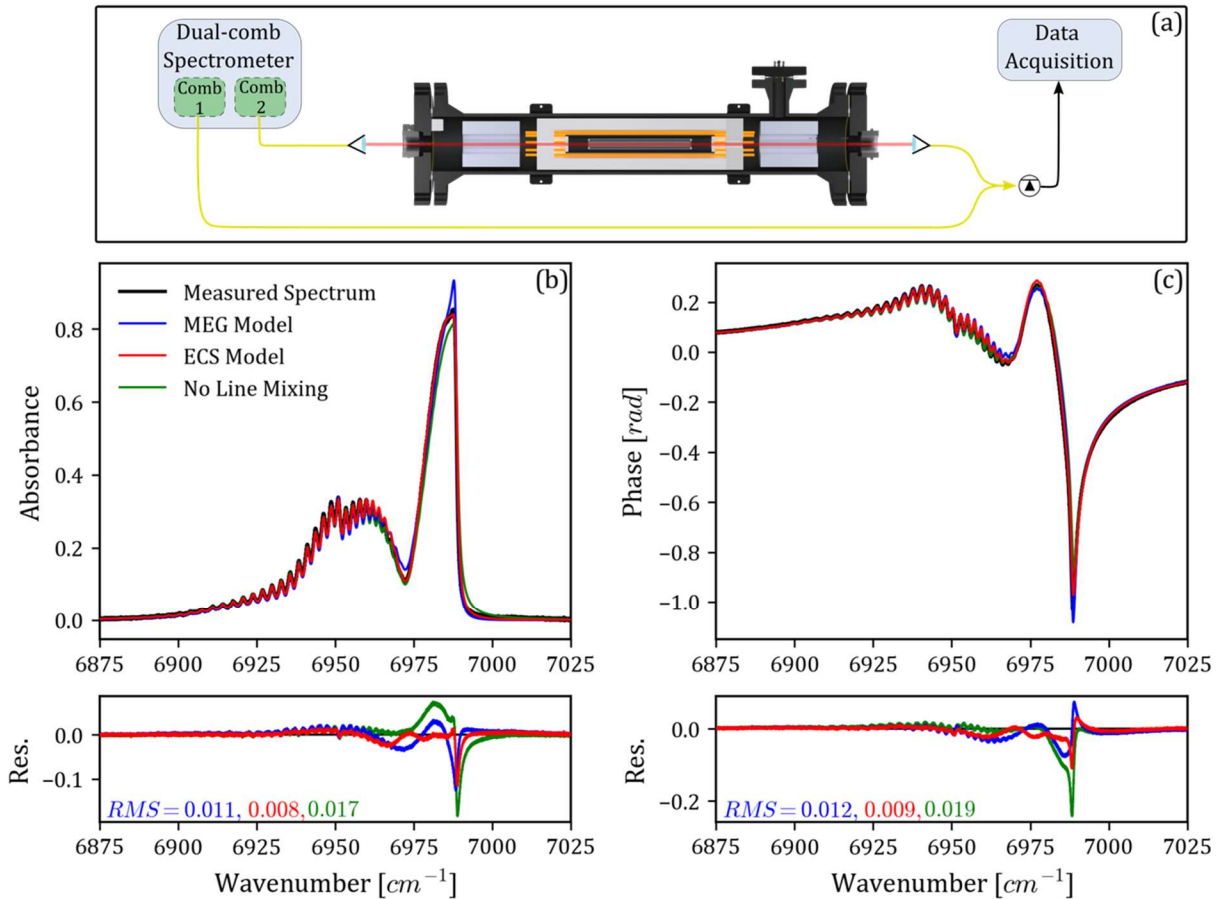 (a)
Dual-comb
Spectrometer
Comb
1
Comb
2
Data
Acquisition
(b)
Measured Spectrum
MEG Model
ECS Model
No Line Mixing
Absorbance
0.8
0.6
0.4
0.2
0.0
6875 6900 6925 6950 6975 7000 7025
(c)
Phase [rad]
0.2
0.0
−0.2
−0.4
−0.6
−0.8
−1.0
6875 6900 6925 6950 6975 7000 7025
Res.
0.0
−0.1
RMS = 0.011, 0.008, 0.017
6875 6900 6925 6950 6975 7000 7025
Wavenumber [cm⁻¹]
Res.
0.0
−0.2
RMS = 0.012, 0.009, 0.019
6875 6900 6925 6950 6975 7000 7025
Wavenumber [cm⁻¹]